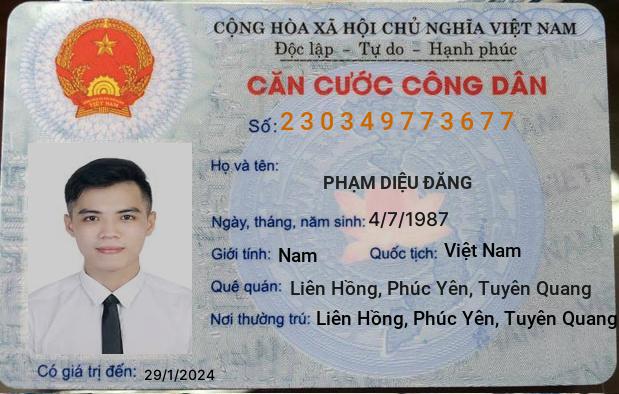 CỘNG HÒA XÃ HỘI CHỦ NGHĨA VIỆT NAM
Độc lập - Tự do - Hạnh phúc
CĂN CƯỚC CÔNG DÂN
Số: 230349773677
Họ và tên:
PHẠM DIỆU ĐĂNG
Ngày, tháng, năm sinh: 4/7/1987
Giới tính: Nam Quốc tịch: Việt Nam
Quê quán: Liên Hồng, Phúc Yên, Tuyên Quang
Nơi thường trú: Liên Hồng, Phúc Yên, Tuyên Quang
Có giá trị đến: 29/1/2024